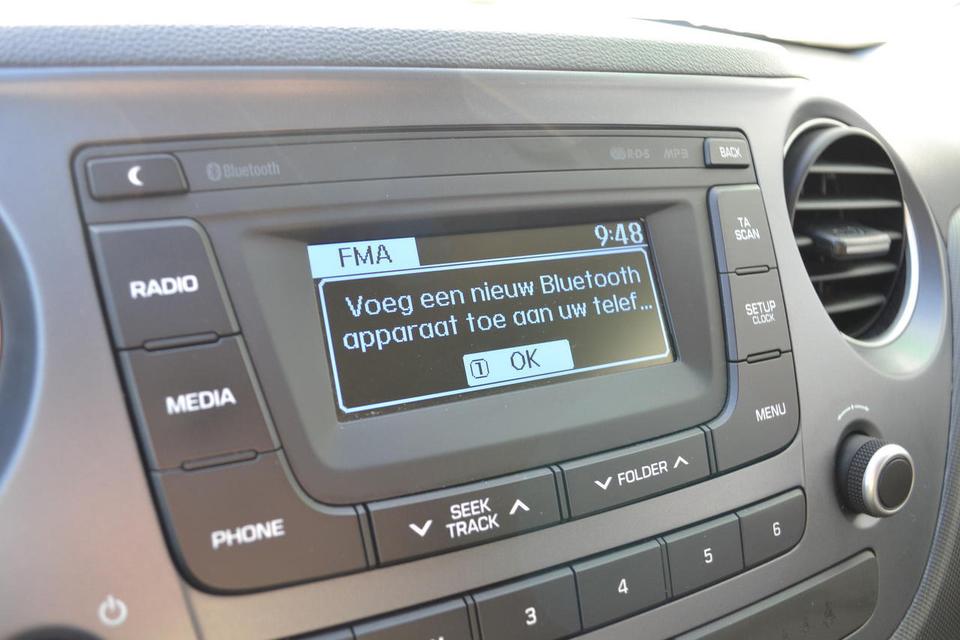 Bluetooth
R·D·S MP3
BACK
FMA 9:48
Voeg een nieuw Bluetooth
apparaat toe aan uw telef...
1 OK
RADIO
MEDIA
PHONE
TA
SCAN
SETUP
CLOCK
MENU
SEEK
TRACK
FOLDER
3 4 5 6